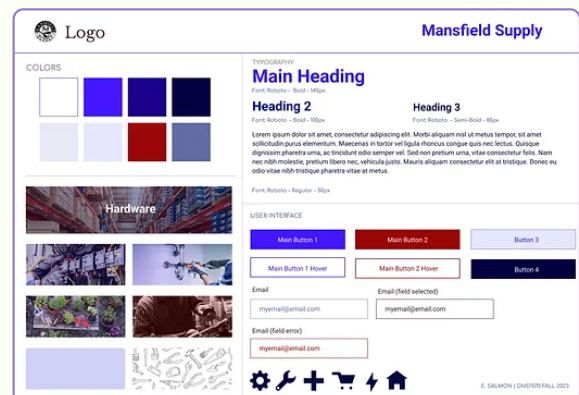 Logo
Mansfield Supply
COLORS
Hardware
TYPOGRAPHY
Main Heading
Font: Roboto - Bold - 140px
Heading 2
Font: Roboto - Bold - 100px
Heading 3
Font: Roboto - Semi-Bold - 80px
Lorem ipsum dolor sit amet, consectetur adipiscing elit. Morbi aliquam nisl ut metus tempor, sit amet
sollicitudin purus elementum. Maecenas in tortor vel ligula rhoncus congue quis nec lectus. Quisque
dignissim pharetra urna, ac tincidunt odio semper vel. Sed non pretium urna, vitae consectetur felis. Nam
nec nibh molestie, pretium libero nec, vehicula justo. Mauris aliquam consectetur elit at tristique. Donec eu
odio vitae nibh tristique pharetra vitae at metus.
Font: Roboto - Regular - 50px
USER INTERFACE
Main Button 1
Main Button 2
Button 3
Main Button 1 Hover
Main Button 2 Hover
Button 4
Email
Email (field selected)
myemail@email.com
myemail@email.com
Email (field error)
myemail@email.com
E. SALMON | DMD1070 FALL 2023